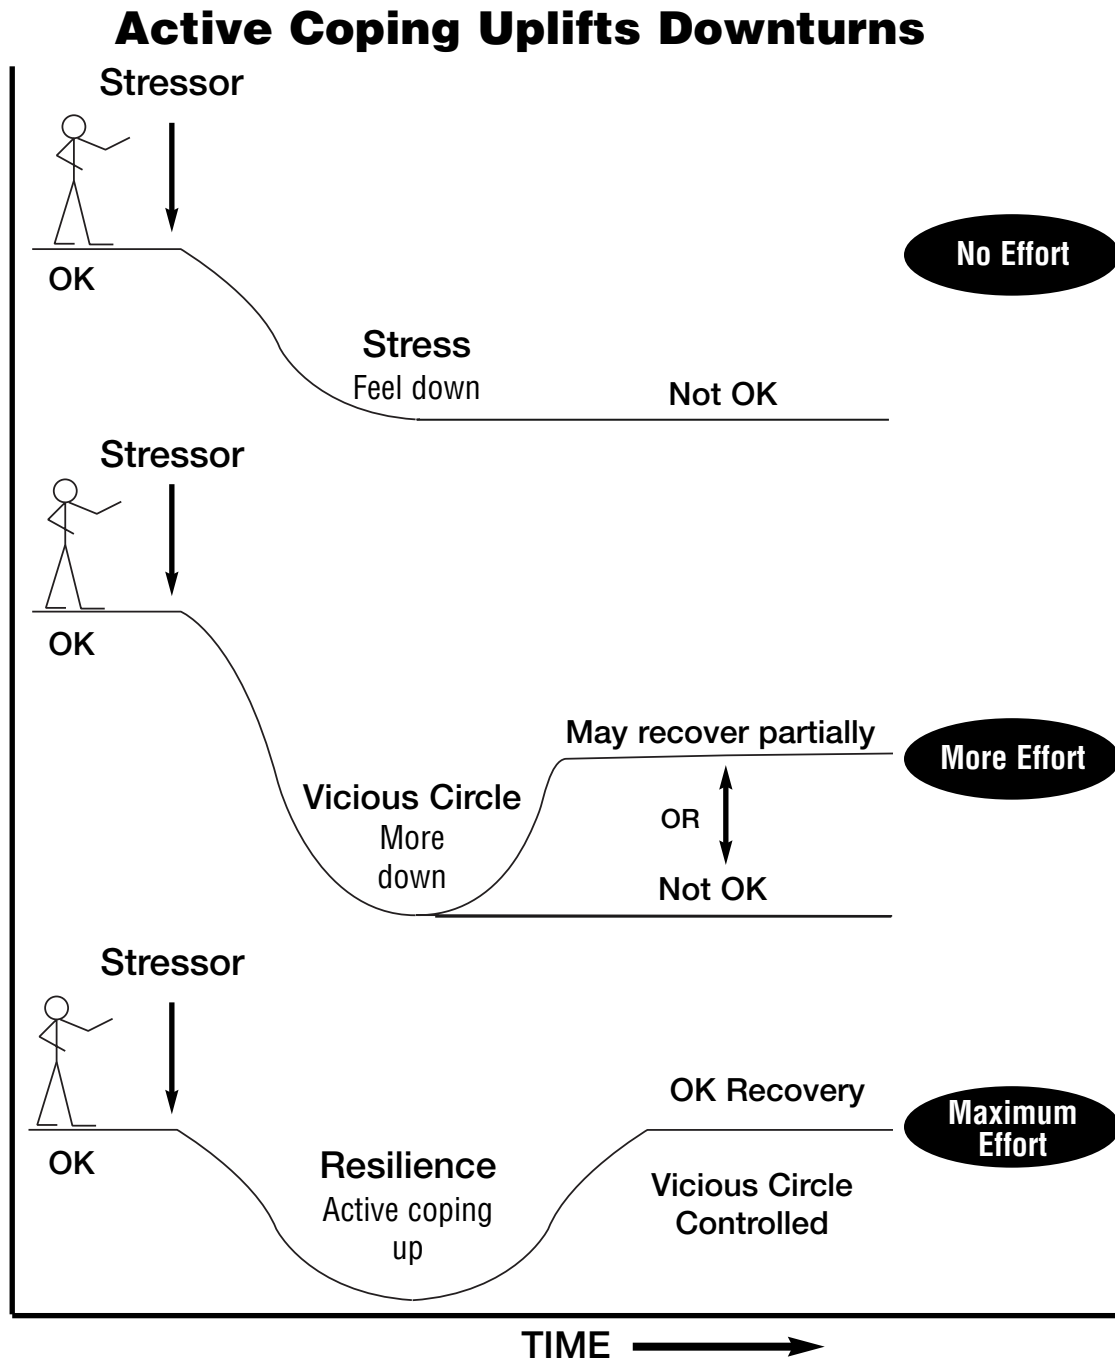 Active Coping Uplifts Downturns
Stressor
OK
No Effort
Stress
Feel down
Not OK
Stressor
OK
May recover partially
More Effort
Vicious Circle
More
down
OR
Not OK
Stressor
OK
OK Recovery
Maximum
Effort
Resilience
Active coping
up
Vicious Circle
Controlled
TIME